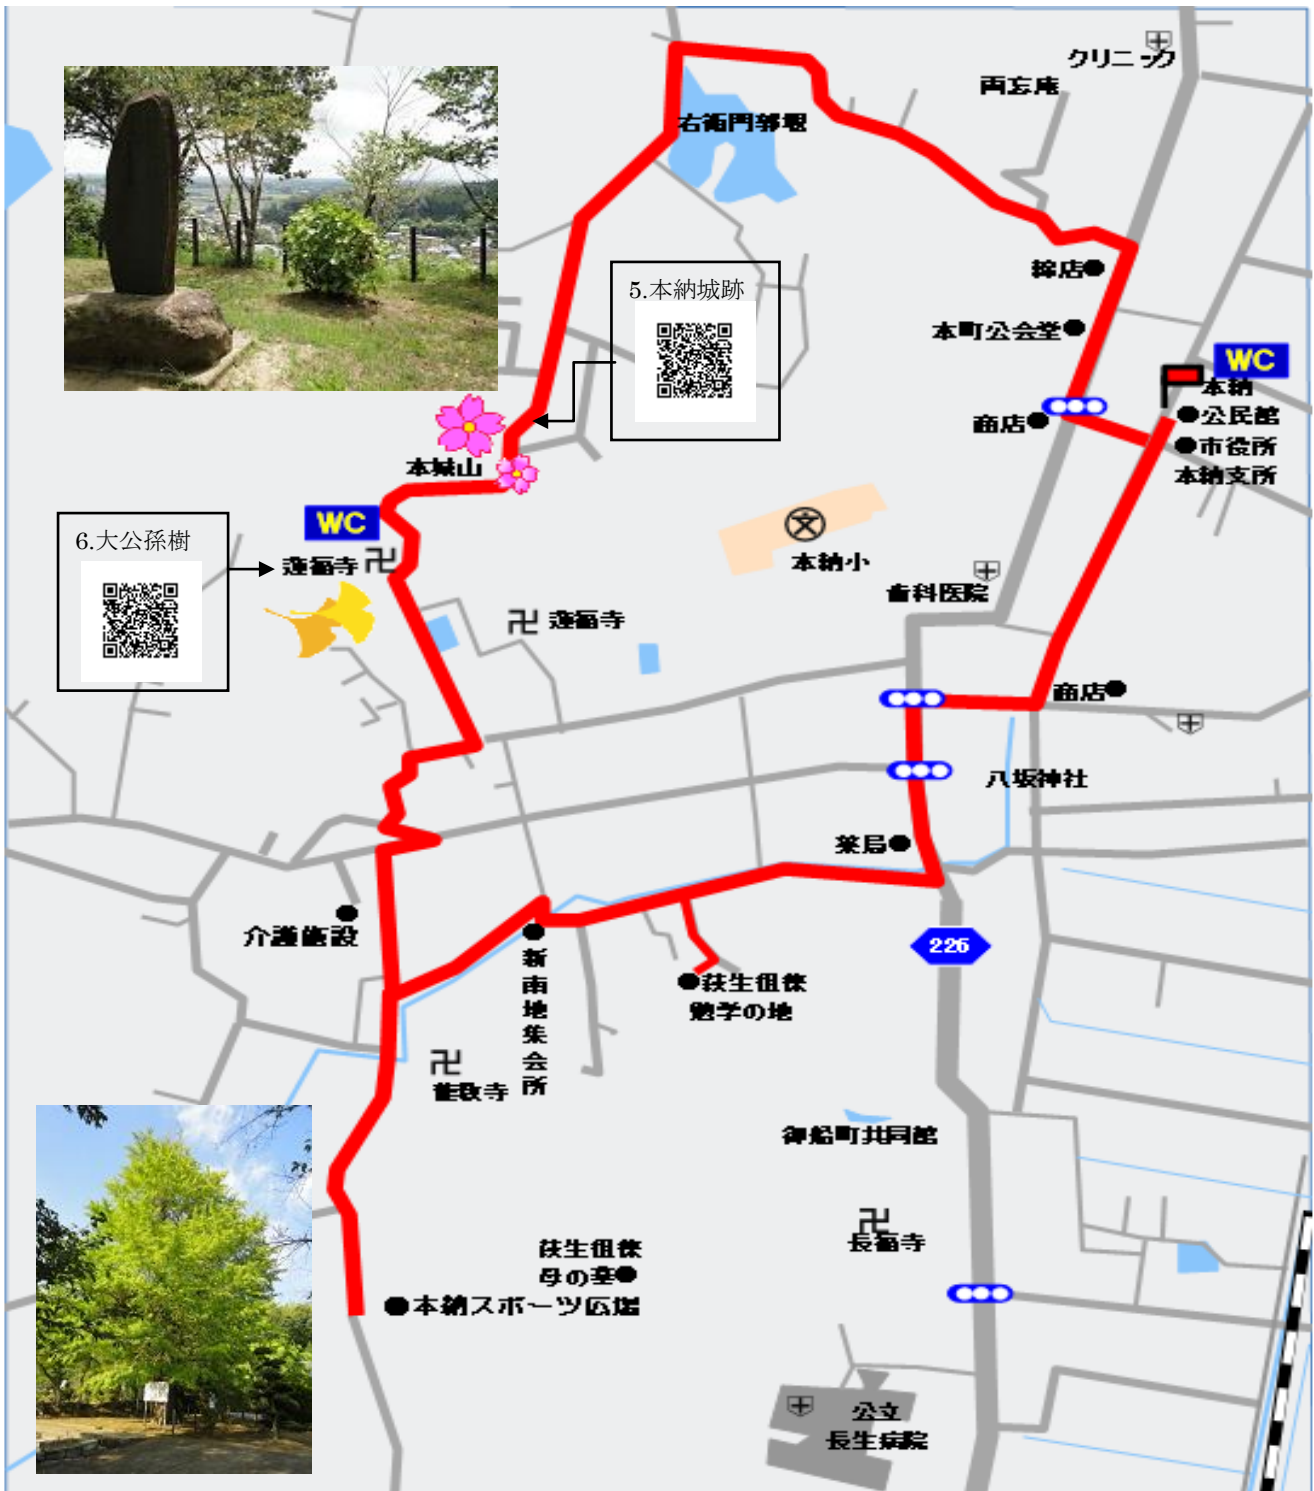 クリニック
両忘庵
右衛門郭堰
5.本納城跡
綿店
本町公会堂
WC
本納
公民館
商店
市役所
本納支所
本城山
WC
6.大公孫樹
蓮福寺
本納小
歯科医院
蓮福寺
商店
八坂神社
薬局
介護施設
226
新南地集会所
荻生徂徠
勉学の地
龍教寺
御船町共同館
長福寺
荻生徂徠
母の墓
本納スポーツ広場
公立
長生病院